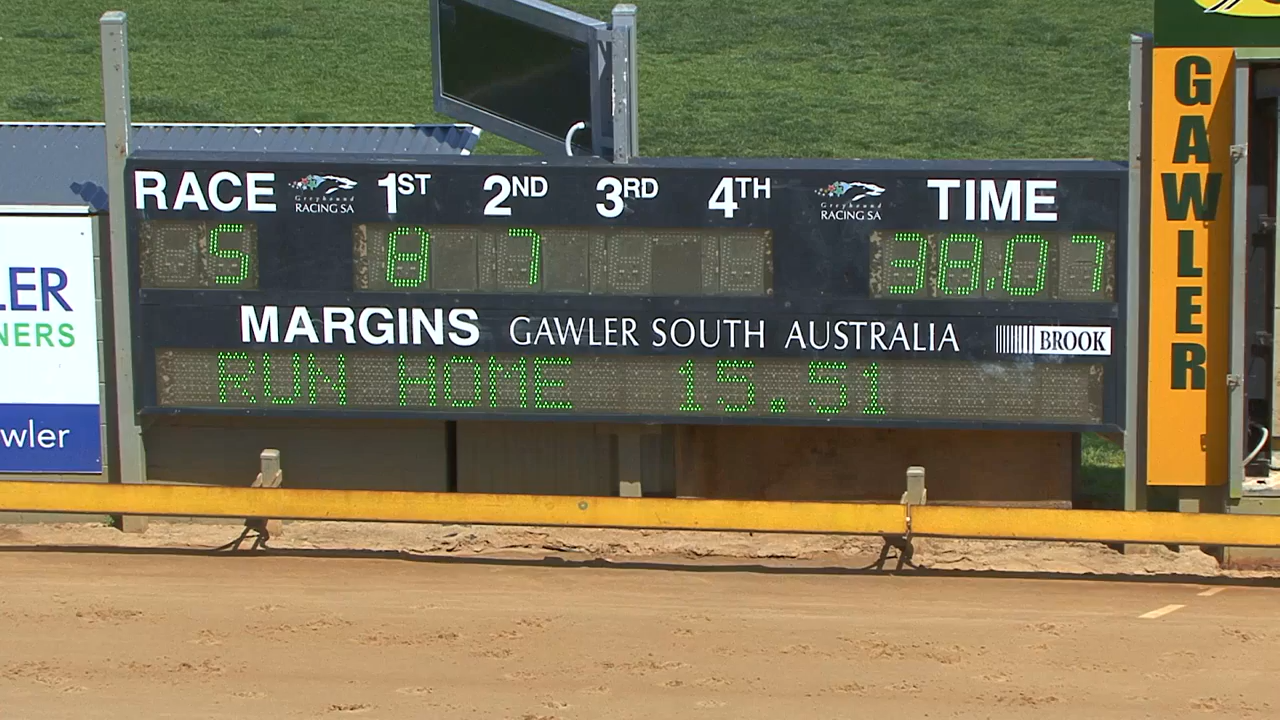 RACE
Greyhound
RACING SA
1ST
2ND
3RD
4TH
Greyhound
RACING SA
TIME
5
8
7
38.07
MARGINS
GAWLER SOUTH AUSTRALIA
BROOK
RUN HOME 15.51
GAWLER
LER
NERS
wler